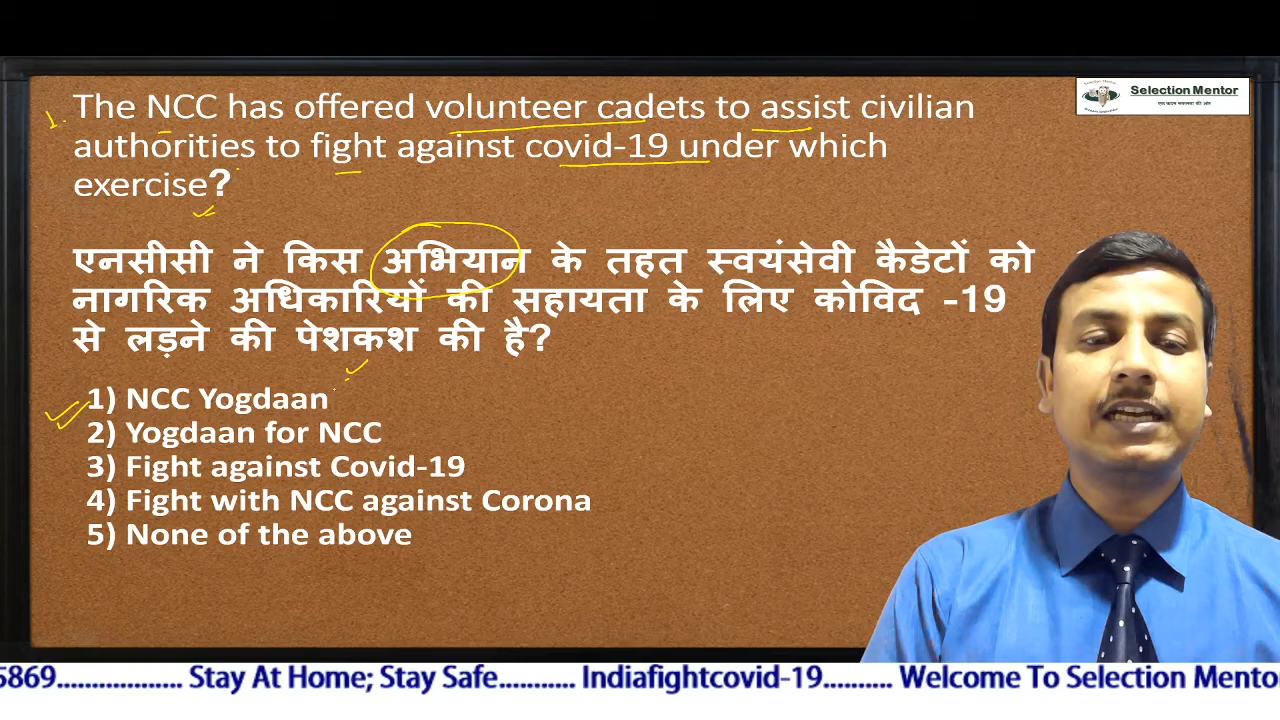 The NCC has offered volunteer cadets to assist civilian
1.
authorities to fight against covid-19 under which
exercise?
Selection Mentor
एनसीसी ने किस अभियान के तहत स्वयंसेवी कैडेटों को
नागरिक अधिकारियों की सहायता के लिए कोविद -19
से लड़ने की पेशकश की है?
1) NCC Yogdaan
2) Yogdaan for NCC
3) Fight against Covid-19
4) Fight with NCC against Corona
5) None of the above
5869.................. Stay At Home; Stay Safe.......... Indiafightcovid-19.......... Welcome To Selection Mento